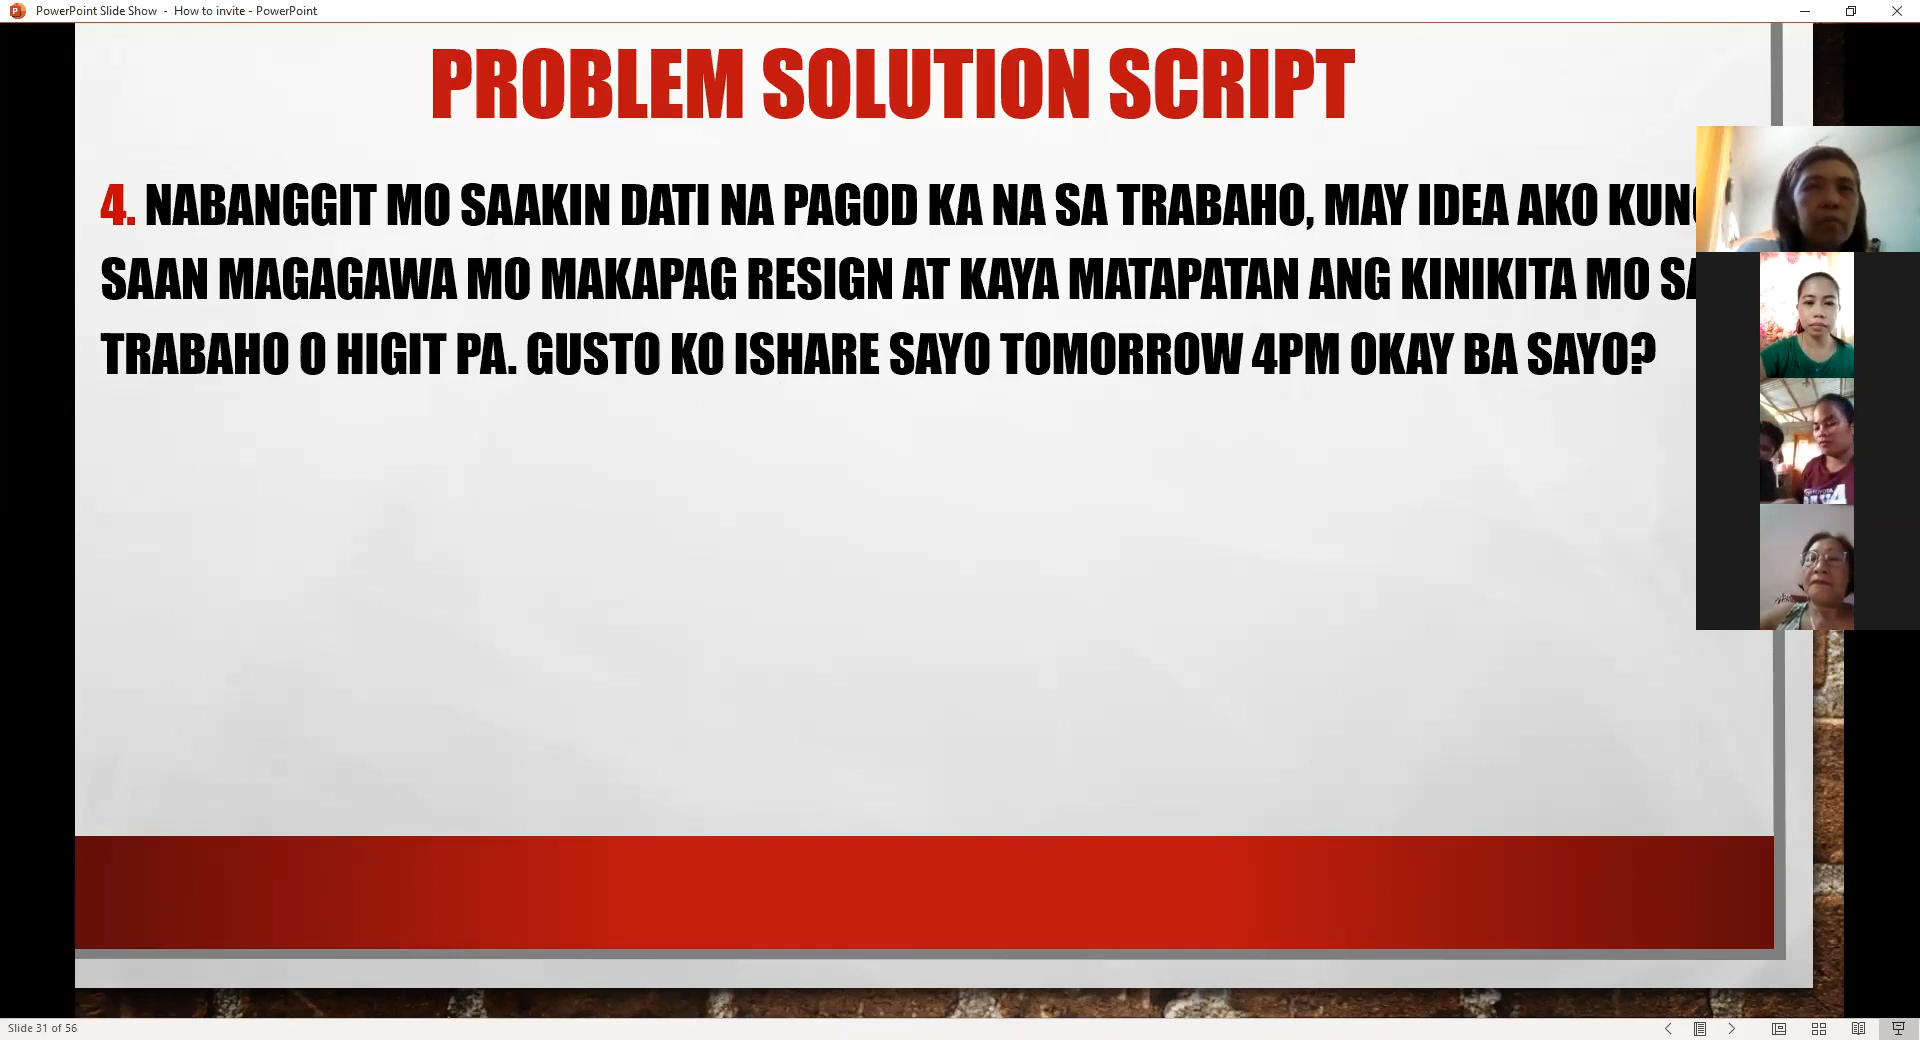 PowerPoint Slide Show - How to invite - PowerPoint
PROBLEM SOLUTION SCRIPT
4. NABANGGIT MO SAAKIN DATI NA PAGOD KA NA SA TRABAHO, MAY IDEA AKO
SAAN MAGAGAWA MO MAKAPAG RESIGN AT KAYA MATAPATAN ANG KINIKITA MO
TRABAHO O HIGIT PA. GUSTO KO ISHARE SAYO TOMORROW 4PM OKAY BA SAYO?
Slide 31 of 56